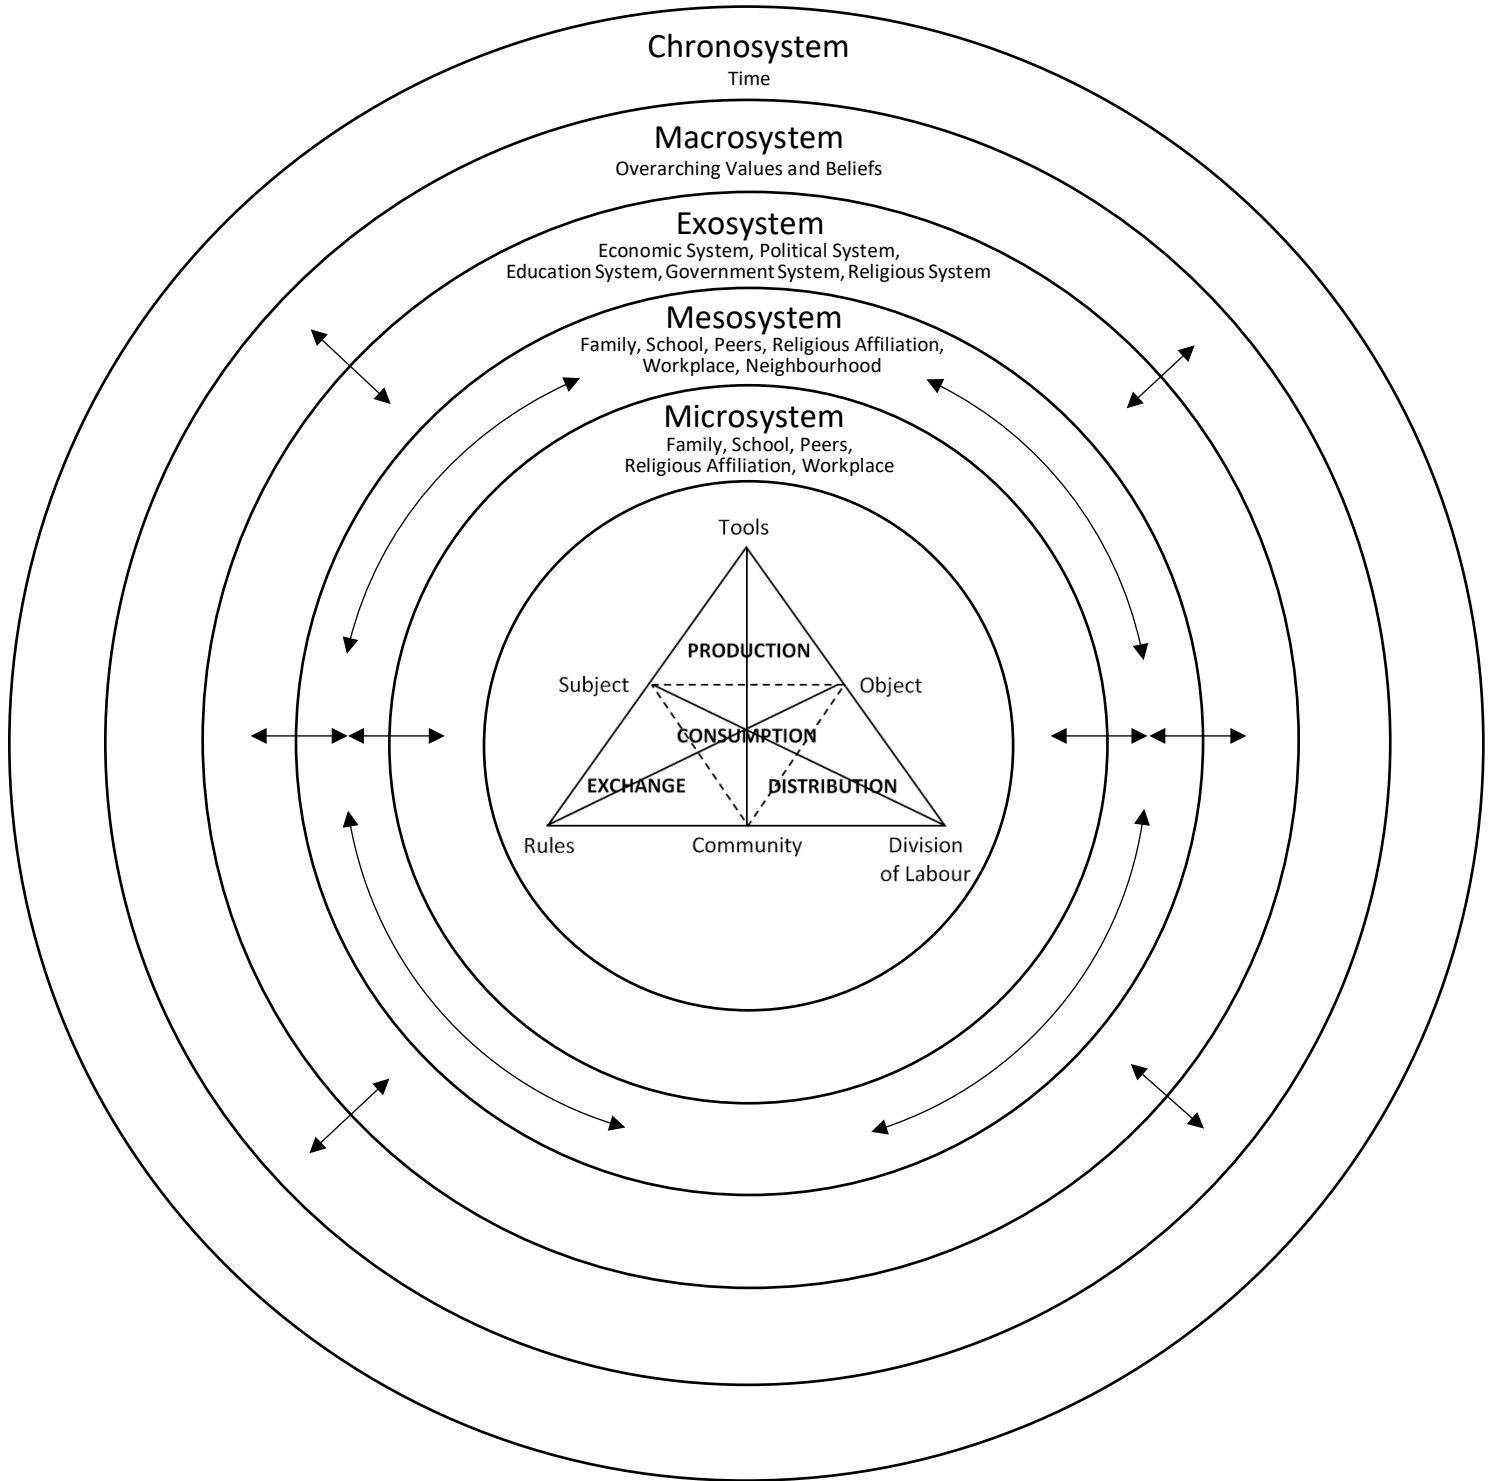 Chronosystem
Time
Macrosystem
Overarching Values and Beliefs
Exosystem
Economic System, Political System,
Education System, Government System, Religious System
Mesosystem
Family, School, Peers, Religious Affiliation,
Workplace, Neighbourhood
Microsystem
Family, School, Peers,
Religious Affiliation, Workplace
Tools
PRODUCTION
Subject
Object
CONSUMPTION
EXCHANGE
DISTRIBUTION
Rules
Community
Division
of Labour